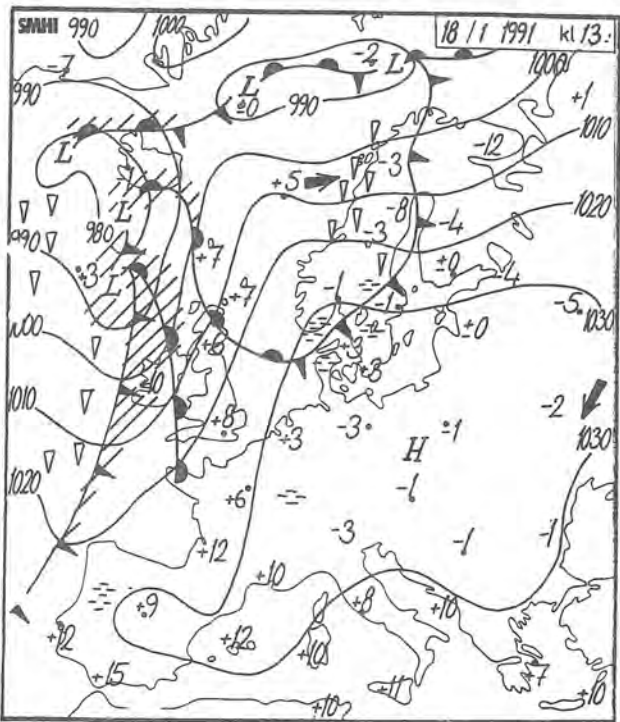 SMHI 990 1000 18/1 1991 kl 13:
-7 -2 L 1000
990 L ±0 990 +1
L 1010
-3 -12
+5
L -8 1020
990 980 -3 -4
+7
+3 L +7 ±0 -4
-1 -1 -5 1030
1000 +6 ±0
+3
1010 +8 -3 ±1 -2
+3 H 1030
1020 +6 -1
+12 -3 -1 -1
+10
+9 +8 +10
+12 +12 +10
+15 +7
+10 +11 +10